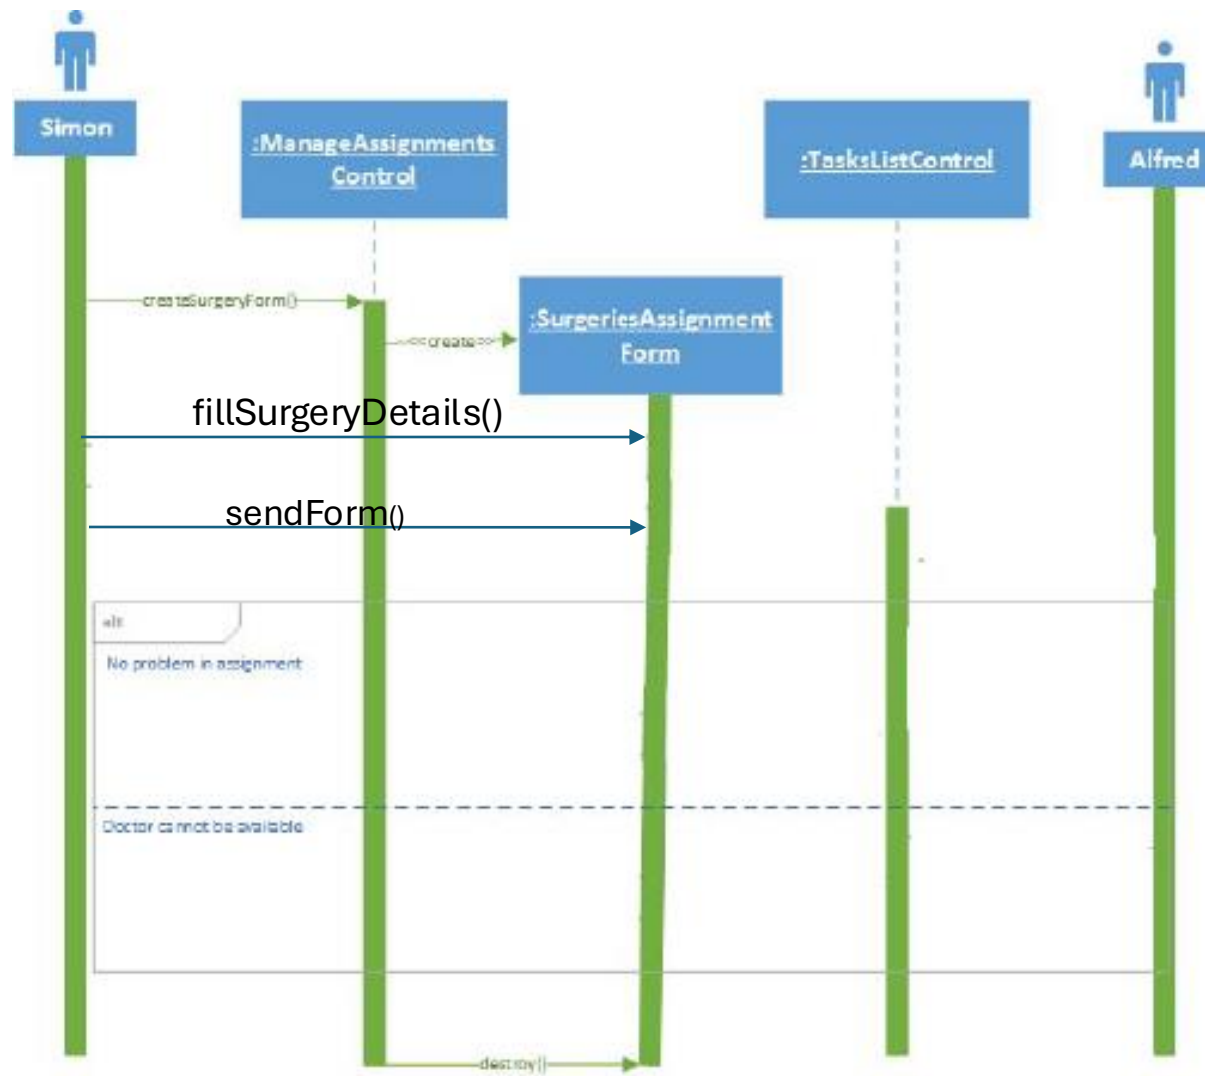 Simon
:ManageAssignments
Control
:TasksListControl
Alfred
createSurgeryForm()
:SurgeriesAssignment
Form
<<create>>
fillSurgeryDetails()
sendForm()
alt
No problem in assignment
Doctor cannot be available
destroy()